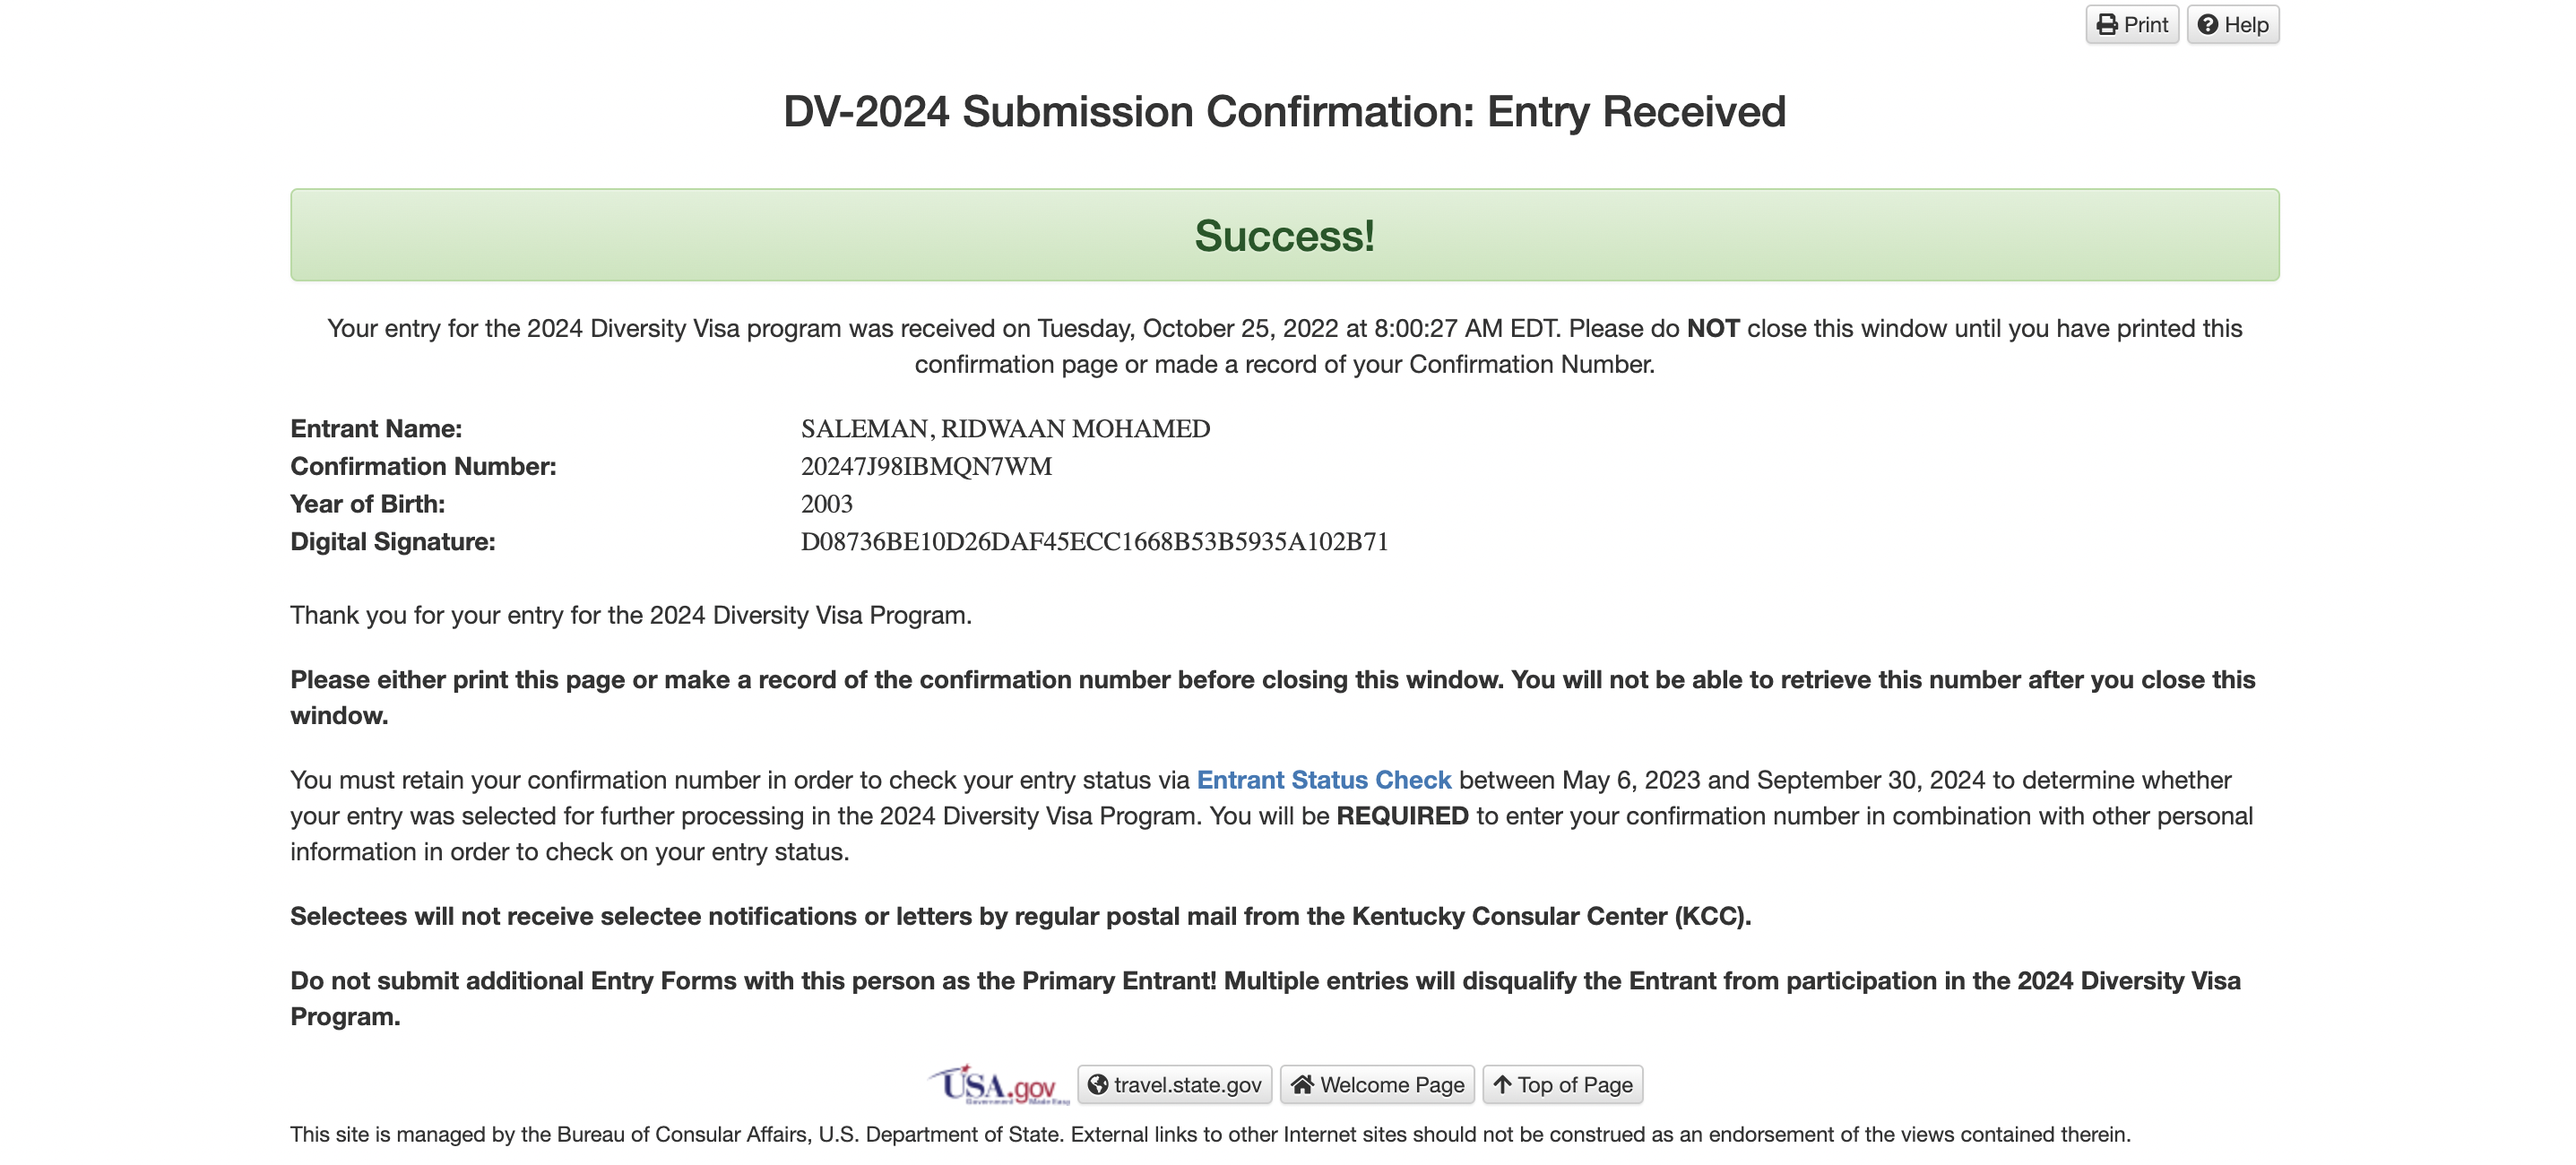 Print Help
DV-2024 Submission Confirmation: Entry Received
Success!
Your entry for the 2024 Diversity Visa program was received on Tuesday, October 25, 2022 at 8:00:27 AM EDT. Please do NOT close this window until you have printed this
confirmation page or made a record of your Confirmation Number.
Entrant Name: SALEMAN, RIDWAAN MOHAMED
Confirmation Number: 20247J98IBMQN7WM
Year of Birth: 2003
Digital Signature: D08736BE10D26DAF45ECC1668B53B5935A102B71
Thank you for your entry for the 2024 Diversity Visa Program.
Please either print this page or make a record of the confirmation number before closing this window. You will not be able to retrieve this number after you close this
window.
You must retain your confirmation number in order to check your entry status via Entrant Status Check between May 6, 2023 and September 30, 2024 to determine whether
your entry was selected for further processing in the 2024 Diversity Visa Program. You will be REQUIRED to enter your confirmation number in combination with other personal
information in order to check on your entry status.
Selectees will not receive selectee notifications or letters by regular postal mail from the Kentucky Consular Center (KCC).
Do not submit additional Entry Forms with this person as the Primary Entrant! Multiple entries will disqualify the Entrant from participation in the 2024 Diversity Visa
Program.
USA.gov travel.state.gov Welcome Page Top of Page
Government Made Easy
This site is managed by the Bureau of Consular Affairs, U.S. Department of State. External links to other Internet sites should not be construed as an endorsement of the views contained therein.